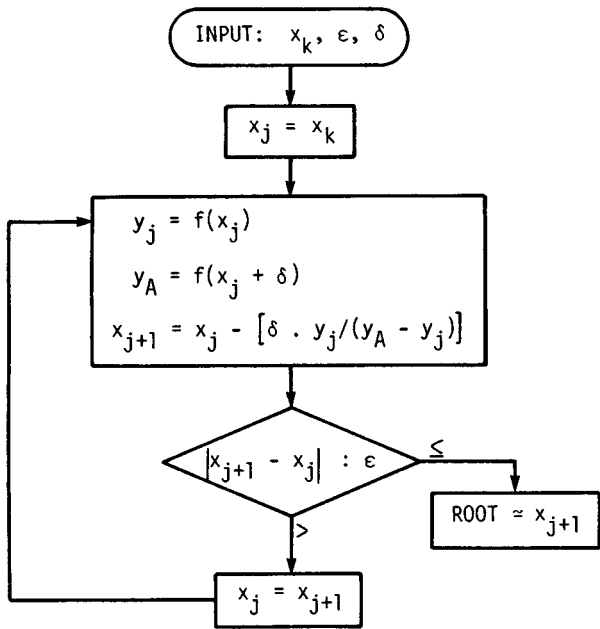 INPUT: x_k, ε, δ
x_j = x_k
y_j = f(x_j)
y_A = f(x_j + δ)
x_{j+1} = x_j - [δ . y_j/(y_A - y_j)]
|x_{j+1} - x_j| : ε
≤
ROOT ≃ x_{j+1}
>
x_j = x_{j+1}